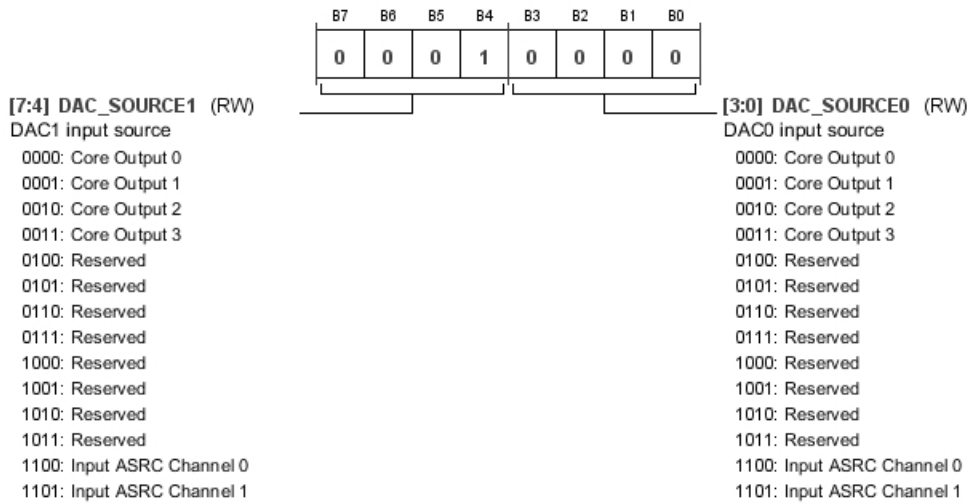 B7 B6 B5 B4 B3 B2 B1 B0
0 0 0 1 0 0 0 0
[7:4] DAC_SOURCE1 (RW)
DAC1 input source
0000: Core Output 0
0001: Core Output 1
0010: Core Output 2
0011: Core Output 3
0100: Reserved
0101: Reserved
0110: Reserved
0111: Reserved
1000: Reserved
1001: Reserved
1010: Reserved
1011: Reserved
1100: Input ASRC Channel 0
1101: Input ASRC Channel 1
[3:0] DAC_SOURCE0 (RW)
DAC0 input source
0000: Core Output 0
0001: Core Output 1
0010: Core Output 2
0011: Core Output 3
0100: Reserved
0101: Reserved
0110: Reserved
0111: Reserved
1000: Reserved
1001: Reserved
1010: Reserved
1011: Reserved
1100: Input ASRC Channel 0
1101: Input ASRC Channel 1